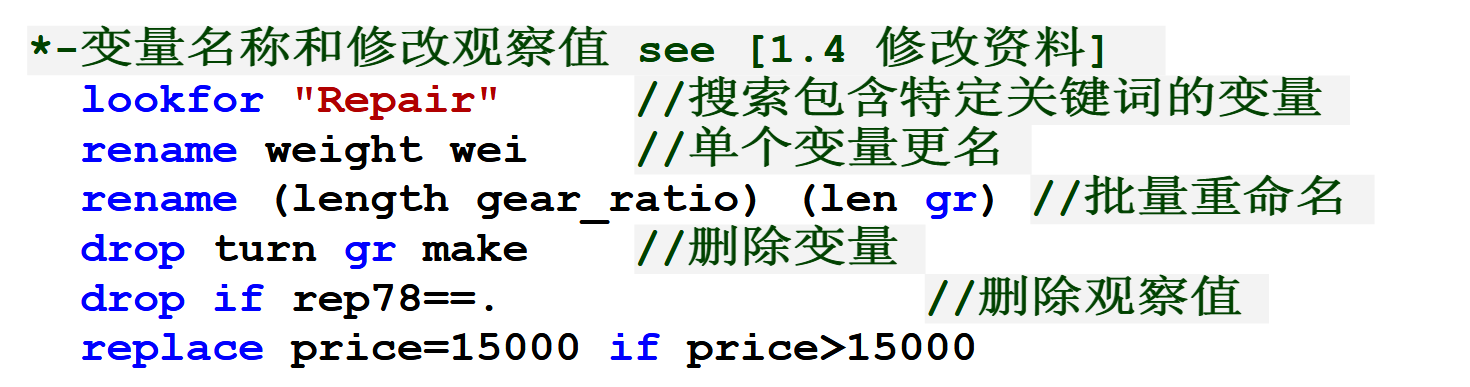 *-变量名称和修改观察值 see [1.4 修改资料]
lookfor "Repair" //搜索包含特定关键词的变量
rename weight wei //单个变量更名
rename (length gear_ratio) (len gr) //批量重命名
drop turn gr make //删除变量
drop if rep78==. //删除观察值
replace price=15000 if price>15000